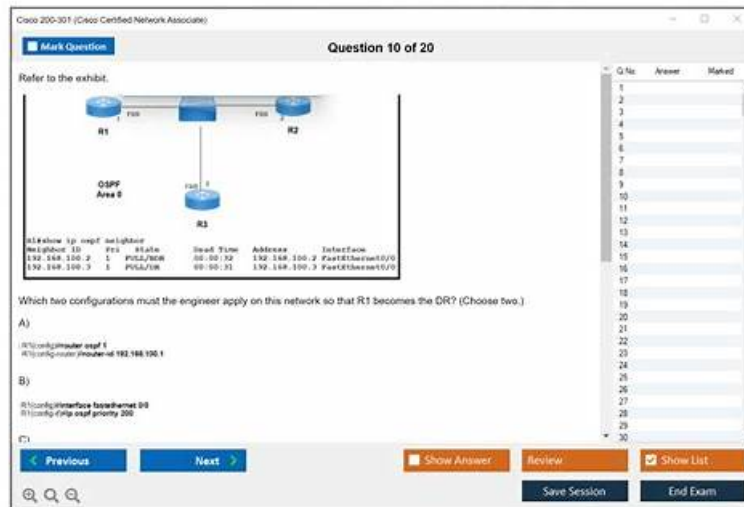 Cisco 200-301 (Cisco Certified Network Associate)
Mark Question
Question 10 of 20
Refer to the exhibit.
R1
R2
OSPF
Area 0
R3
R1#show ip ospf neighbor
Neighbor ID Pri State Dead Time Address Interface
192.168.100.2 1 FULL/BDR 00:00:32 192.168.100.2 FastEthernet0/0
192.168.100.3 1 FULL/DR 00:00:31 192.168.100.3 FastEthernet0/0
Which two configurations must the engineer apply on this network so that R1 becomes the DR? (Choose two.)
A)
R1(config)#router ospf 1
R1(config-router)#router-id 192.168.100.1
B)
R1(config)#interface fastethernet 0/0
R1(config-if)#ip ospf priority 200
C)
Q.No Answer Marked
1
2
3
4
5
6
7
8
9
10
11
12
13
14
15
16
17
18
19
20
21
22
23
24
25
26
27
28
29
30
Previous
Next
Show Answer
Review
Show List
Save Session
End Exam